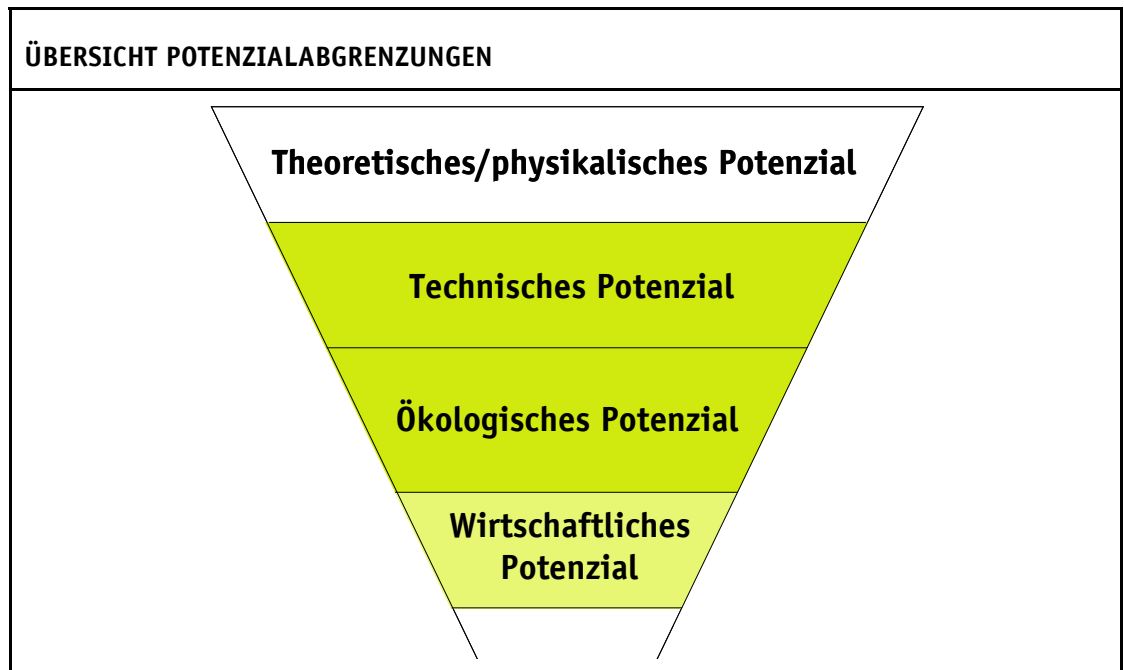 ÜBERSICHT POTENZIALABGRENZUNGEN
Theoretisches/physikalisches Potenzial
Technisches Potenzial
Ökologisches Potenzial
Wirtschaftliches
Potenzial